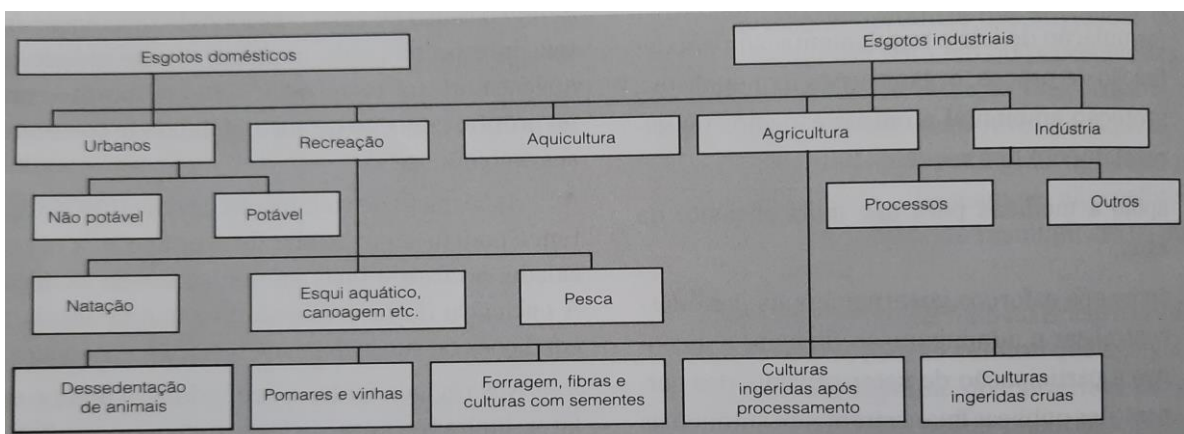 Esgotos domésticos
Esgotos industriais
Urbanos
Recreação
Aquicultura
Agricultura
Indústria
Não potável
Potável
Processos
Outros
Natação
Esqui aquático,
canoagem etc.
Pesca
Dessedentação
de animais
Pomares e vinhas
Forragem, fibras e
culturas com sementes
Culturas
ingeridas após
processamento
Culturas
ingeridas cruas